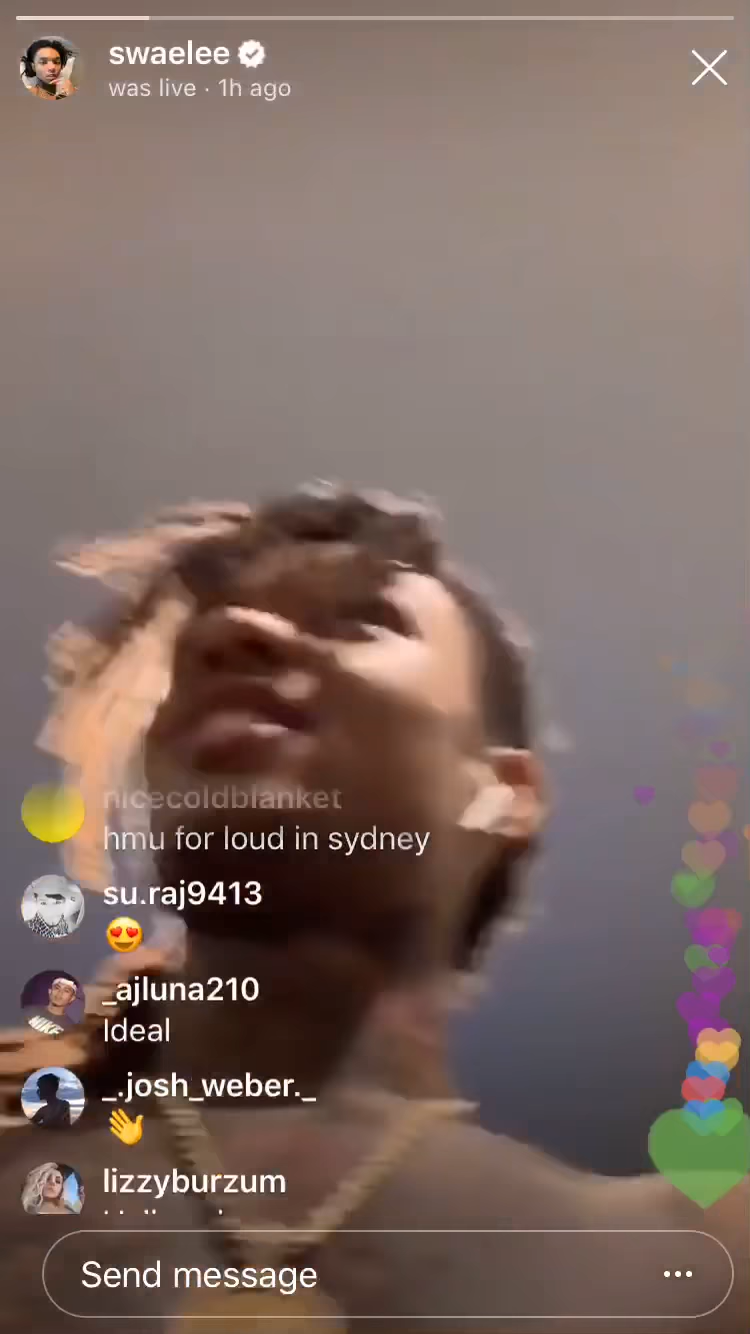 swaelee
was live · 1h ago
nicecoldblanket
hmu for loud in sydney
su.raj9413
😍
_ajluna210
Ideal
_.josh_weber._
👋
lizzyburzum
Send message